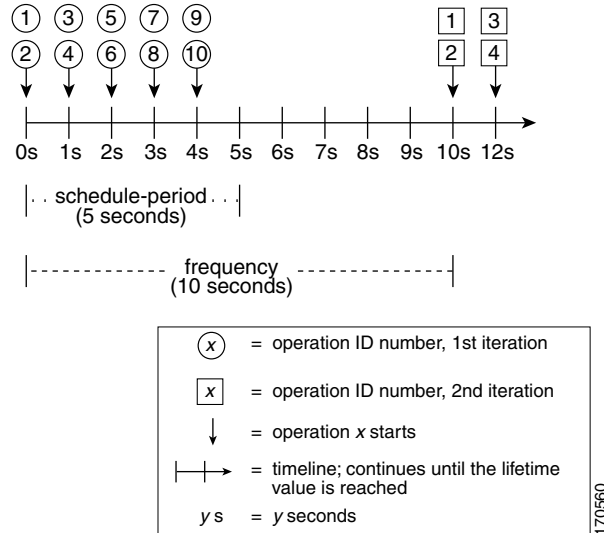 1 3 5 7 9 1 3
2 4 6 8 10 2 4
0s 1s 2s 3s 4s 5s 6s 7s 8s 9s 10s 12s
schedule-period
(5 seconds)
frequency
(10 seconds)
x = operation ID number, 1st iteration
x = operation ID number, 2nd iteration
= operation x starts
= timeline; continues until the lifetime
value is reached
y s = y seconds
170560